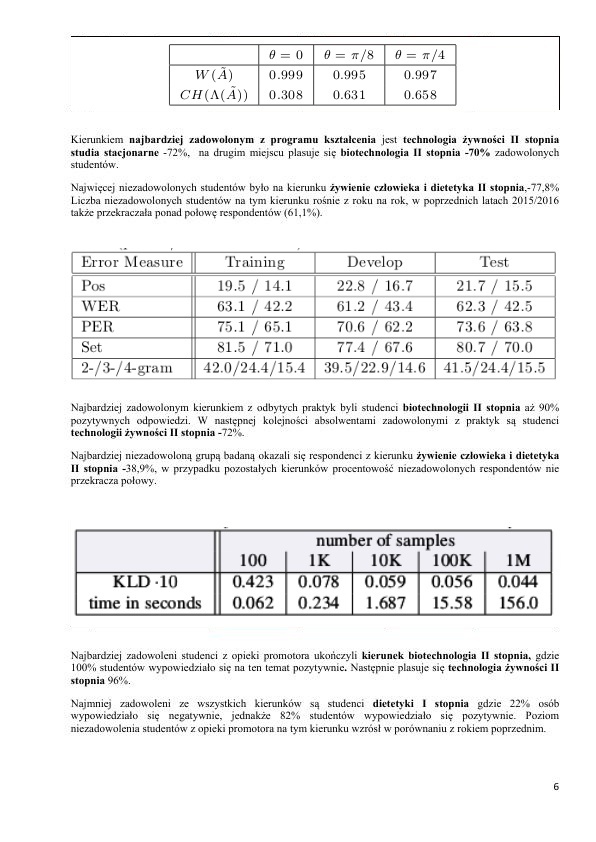 θ = 0 θ = π/8 θ = π/4
W(Ã) 0.999 0.995 0.997
CH(Λ(Ã)) 0.308 0.631 0.658
Kierunkiem najbardziej zadowolonym z programu kształcenia jest technologia żywności II stopnia
studia stacjonarne -72%, na drugim miejscu plasuje się biotechnologia II stopnia -70% zadowolonych
studentów.
Najwięcej niezadowolonych studentów było na kierunku żywienie człowieka i dietetyka II stopnia,-77,8%
Liczba niezadowolonych studentów na tym kierunku rośnie z roku na rok, w poprzednich latach 2015/2016
także przekraczała ponad połowę respondentów (61,1%).
Error Measure Training Develop Test
Pos 19.5 / 14.1 22.8 / 16.7 21.7 / 15.5
WER 63.1 / 42.2 61.2 / 43.4 62.3 / 42.5
PER 75.1 / 65.1 70.6 / 62.2 73.6 / 63.8
Set 81.5 / 71.0 77.4 / 67.6 80.7 / 70.0
2-/3-/4-gram 42.0/24.4/15.4 39.5/22.9/14.6 41.5/24.4/15.5
Najbardziej zadowolonym kierunkiem z odbytych praktyk byli studenci biotechnologii II stopnia aż 90%
pozytywnych odpowiedzi. W następnej kolejności absolwentami zadowolonymi z praktyk są studenci
technologii żywności II stopnia -72%.
Najbardziej niezadowoloną grupą badaną okazali się respondenci z kierunku żywienie człowieka i dietetyka
II stopnia -38,9%, w przypadku pozostałych kierunków procentowość niezadowolonych respondentów nie
przekracza połowy.
number of samples
100 1K 10K 100K 1M
KLD ·10 0.423 0.078 0.059 0.056 0.044
time in seconds 0.062 0.234 1.687 15.58 156.0
Najbardziej zadowoleni studenci z opieki promotora ukończyli kierunek biotechnologia II stopnia, gdzie
100% studentów wypowiedziało się na ten temat pozytywnie. Następnie plasuje się technologia żywności II
stopnia 96%.
Najmniej zadowoleni ze wszystkich kierunków są studenci dietetyki I stopnia gdzie 22% osób
wypowiedziało się negatywnie, jednakże 82% studentów wypowiedziało się pozytywnie. Poziom
niezadowolenia studentów z opieki promotora na tym kierunku wzrósł w porównaniu z rokiem poprzednim.
6